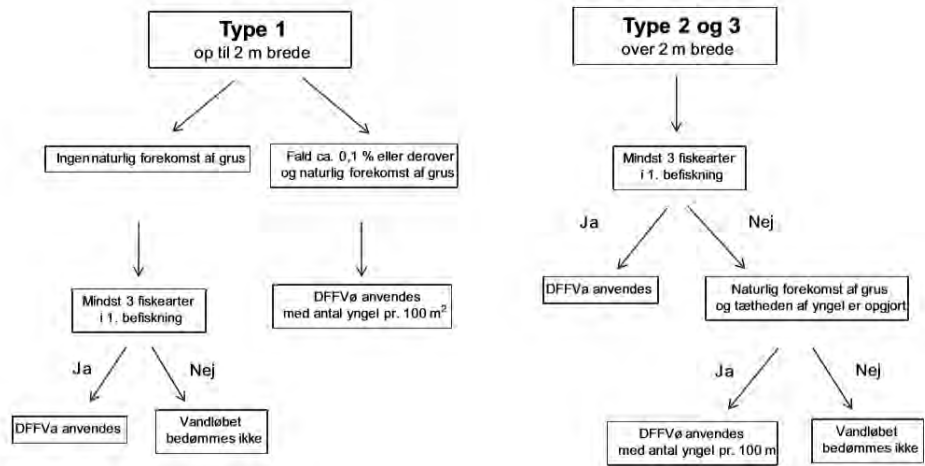 Type 1
op til 2 m brede
Ingen naturlig forekomst af grus
Fald ca. 0,1 % eller derover
og naturlig forekomst af grus
Mindst 3 fiskearter
i 1. befiskning
DFFVø anvendes
med antal yngel pr. 100 m²
Ja
Nej
DFFVa anvendes
Vandløbet
bedømmes ikke
Type 2 og 3
over 2 m brede
Mindst 3 fiskearter
i 1. befiskning
Ja
Nej
DFFVa anvendes
Naturlig forekomst af grus
og tætheden af yngel er opgjort
Ja
Nej
DFFVø anvendes
med antal yngel pr. 100 m
Vandløbet
bedømmes ikke